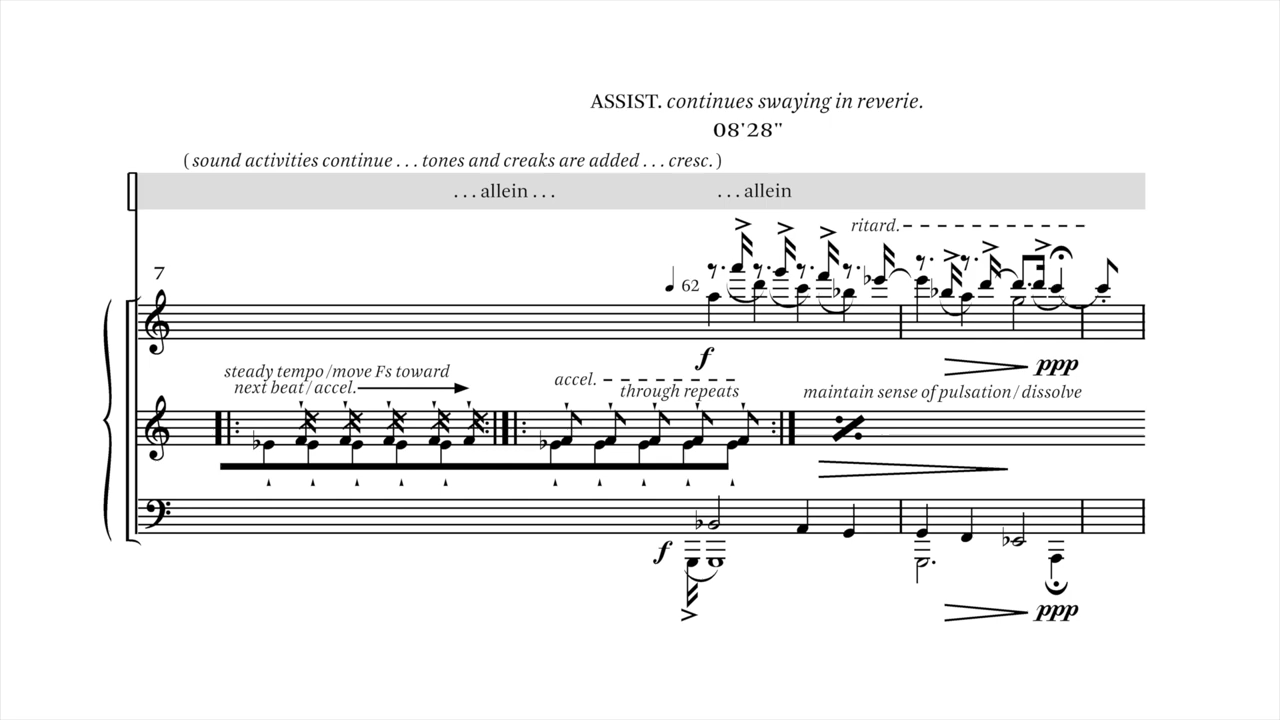 ASSIST. continues swaying in reverie.
08'28"
( sound activities continue . . . tones and creaks are added . . . cresc. )
. . . allein . . .
. . . allein
ritard.
7
62
f
steady tempo / move Fs toward
next beat / accel.
accel.
through repeats
ppp
maintain sense of pulsation / dissolve
f
ppp